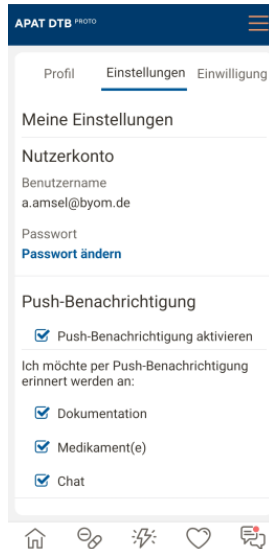 APAT DTB PROTO
Profil Einstellungen Einwilligung
Meine Einstellungen
Nutzerkonto
Benutzername
a.amsel@byom.de
Passwort
Passwort ändern
Push-Benachrichtigung
Push-Benachrichtigung aktivieren
Ich möchte per Push-Benachrichtigung
erinnert werden an:
Dokumentation
Medikament(e)
Chat